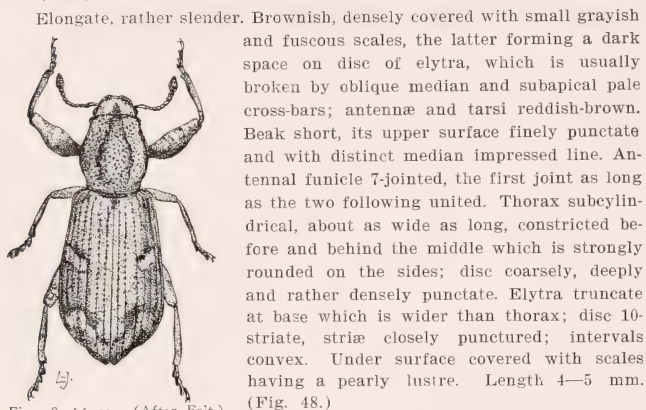 Elongate, rather slender. Brownish, densely covered with small grayish
and fuscous scales, the latter forming a dark
space on disc of elytra, which is usually
broken by oblique median and subapical pale
cross-bars; antennæ and tarsi reddish-brown.
Beak short, its upper surface finely punctate
and with distinct median impressed line. An-
tennal funicle 7-jointed, the first joint as long
as the two following united. Thorax subcylin-
drical, about as wide as long, constricted be-
fore and behind the middle which is strongly
rounded on the sides; disc coarsely, deeply
and rather densely punctate. Elytra truncate
at base which is wider than thorax; disc 10-
striate, striæ closely punctured; intervals
convex. Under surface covered with scales
having a pearly lustre. Length 4—5 mm.
(Fig. 48.)